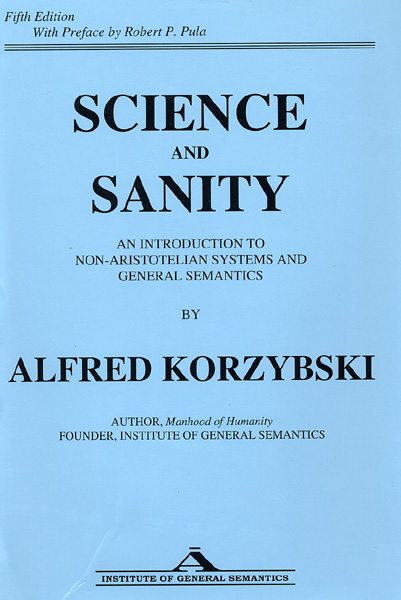 Fifth Edition
With Preface by Robert P. Pula
SCIENCE
AND
SANITY
AN INTRODUCTION TO
NON-ARISTOTELIAN SYSTEMS AND
GENERAL SEMANTICS
BY
ALFRED KORZYBSKI
AUTHOR, Manhood of Humanity
FOUNDER, INSTITUTE OF GENERAL SEMANTICS
Ā
INSTITUTE OF GENERAL SEMANTICS